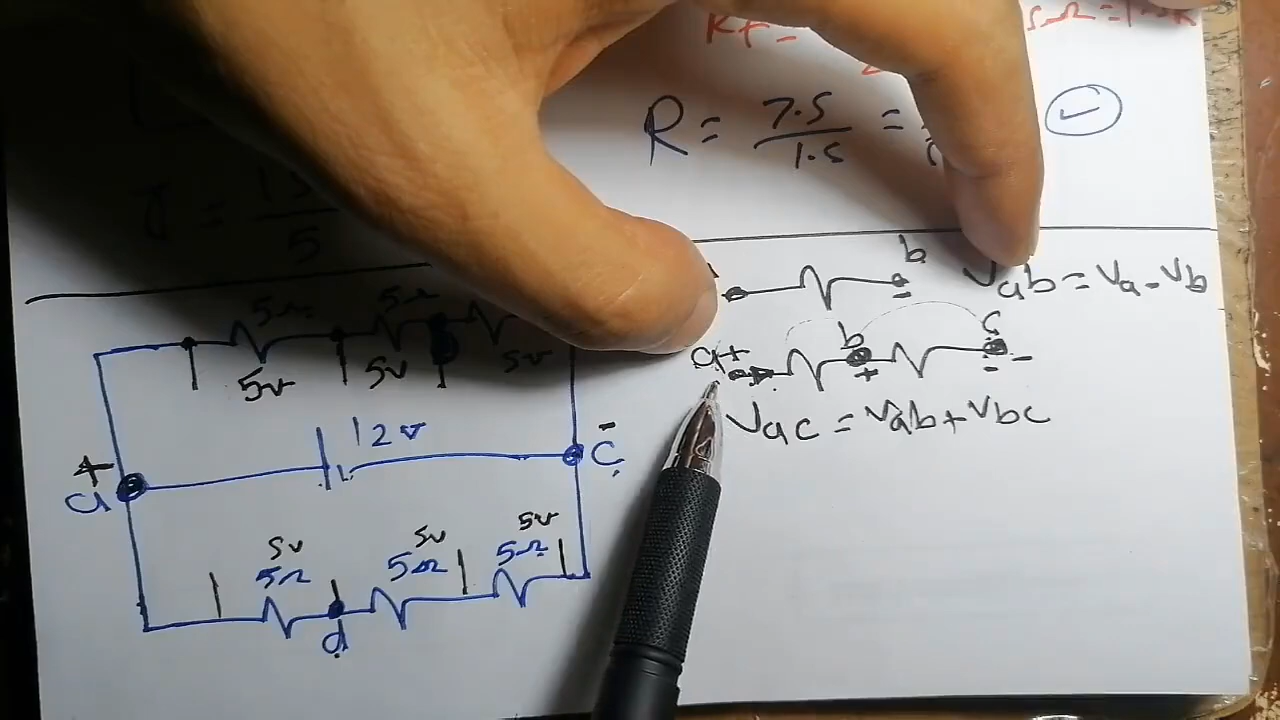 R = 7.5/1.5 =
b
Vab = Va - Vb
-
a+ b c
+ - -
Vac = Vab + Vbc
5Ω 5Ω
5v 5v 5v
12v
+ -
a c
5v 5v 5v
5Ω 5Ω 5Ω
d